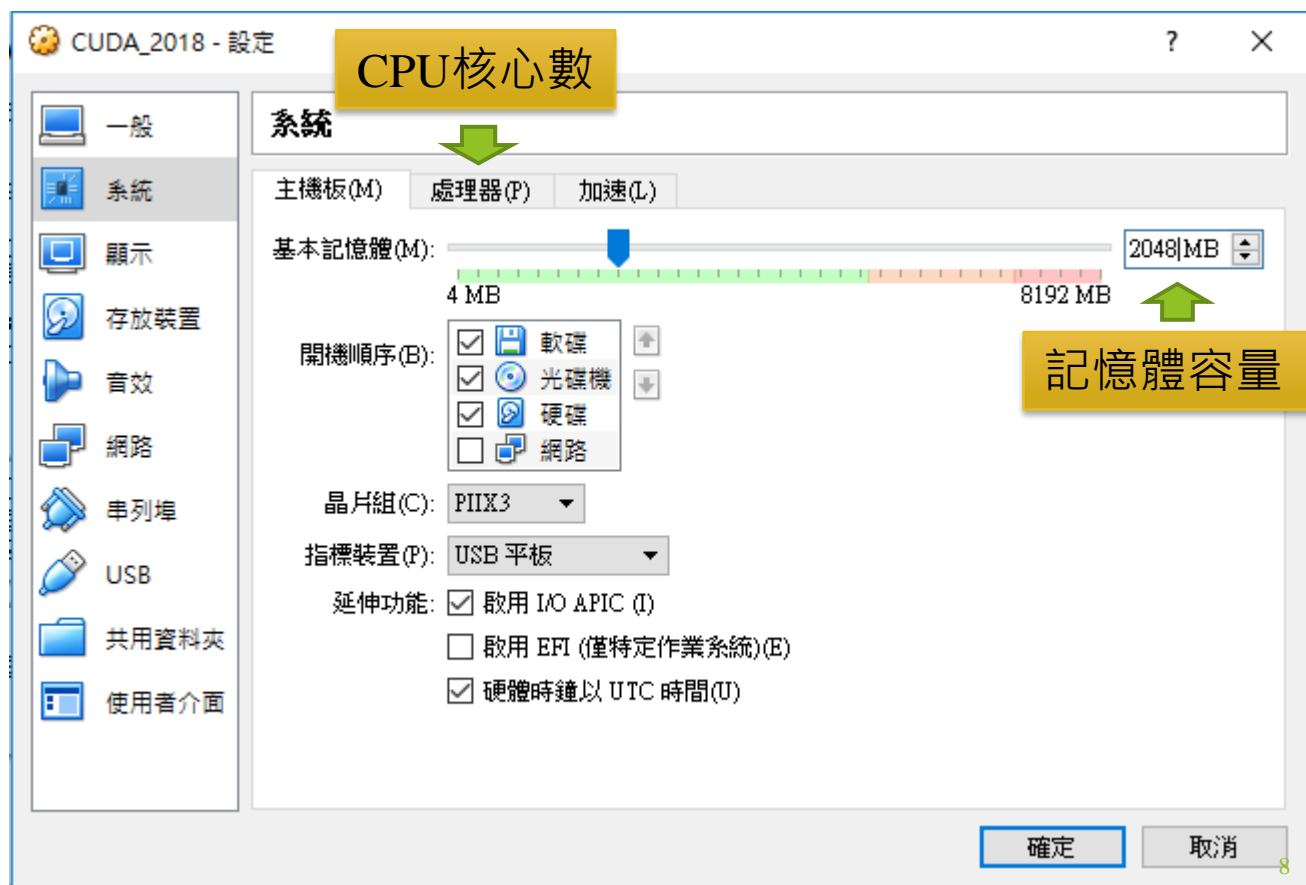 CUDA_2018 - 設定
?
CPU核心數
一般
系統
顯示
存放裝置
音效
網路
串列埠
USB
共用資料夾
使用者介面
系統
主機板(M) 處理器(P) 加速(L)
基本記憶體(M): 2048 MB
4 MB 8192 MB
記憶體容量
開機順序(B):
軟碟
光碟機
硬碟
網路
晶片組(C): PIIX3
指標裝置(P): USB 平板
延伸功能: 啟用 I/O APIC (I)
啟用 EFI (僅特定作業系統)(E)
硬體時鐘以 UTC 時間(U)
確定 取消
8